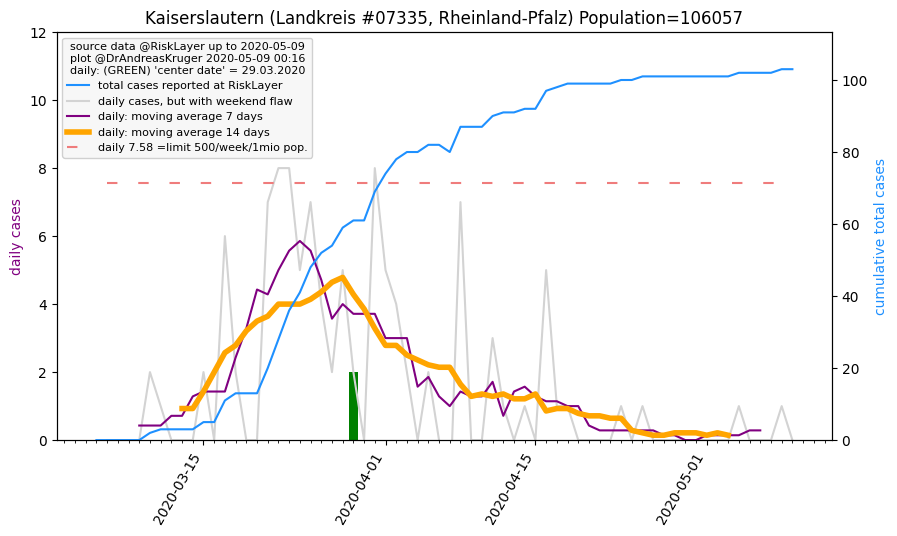 Kaiserslautern (Landkreis #07335, Rheinland-Pfalz) Population=106057
source data @RiskLayer up to 2020-05-09
plot @DrAndreasKruger 2020-05-09 00:16
daily: (GREEN) 'center date' = 29.03.2020
total cases reported at RiskLayer
daily cases, but with weekend flaw
daily: moving average 7 days
daily: moving average 14 days
daily 7.58 =limit 500/week/1mio pop.
12
10
8
6
4
2
0
daily cases
100
80
60
40
20
0
cumulative total cases
2020-03-15
2020-04-01
2020-04-15
2020-05-01